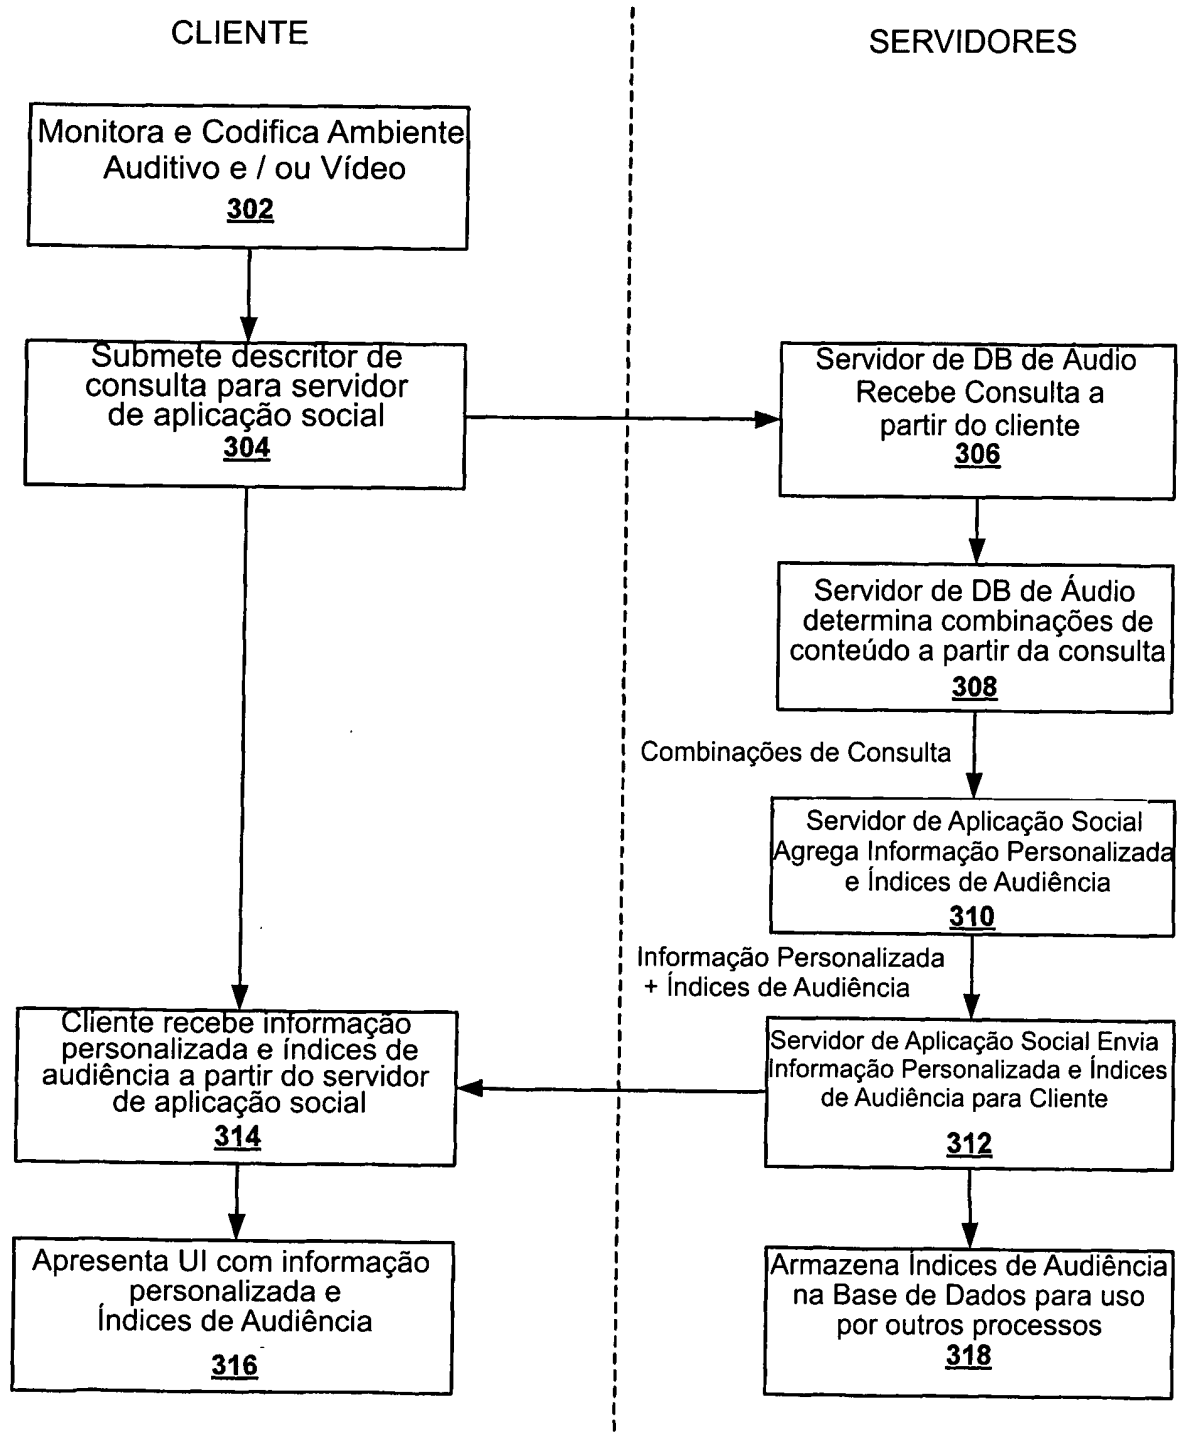 CLIENTE
SERVIDORES
Monitora e Codifica Ambiente
Auditivo e / ou Vídeo
302
Submete descritor de
consulta para servidor
de aplicação social
304
Servidor de DB de Áudio
Recebe Consulta a
partir do cliente
306
Servidor de DB de Áudio
determina combinações de
conteúdo a partir da consulta
308
Combinações de Consulta
Servidor de Aplicação Social
Agrega Informação Personalizada
e Índices de Audiência
310
Informação Personalizada
+ Índices de Audiência
Cliente recebe informação
personalizada e índices de
audiência a partir do servidor
de aplicação social
314
Servidor de Aplicação Social Envia
Informação Personalizada e Índices
de Audiência para Cliente
312
Apresenta UI com informação
personalizada e
Índices de Audiência
316
Armazena Índices de Audiência
na Base de Dados para uso
por outros processos
318